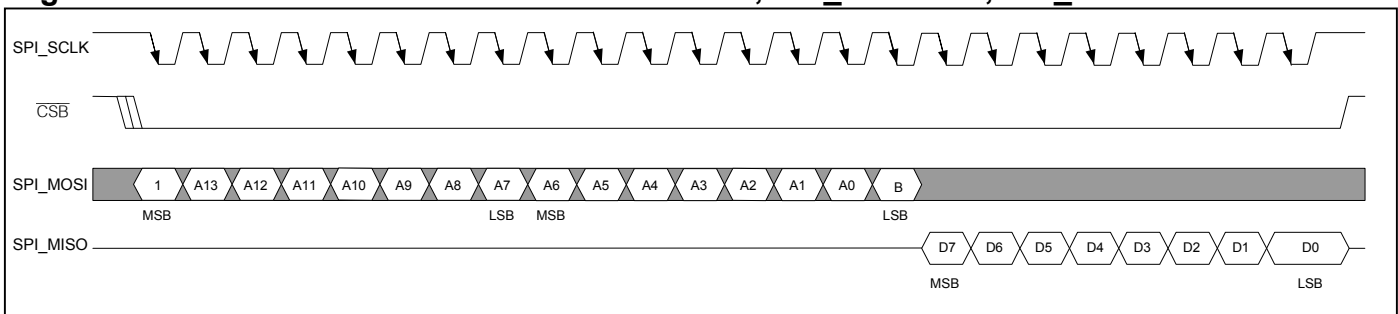 SPI_SCLK
CSB
SPI_MOSI 1 A13 A12 A11 A10 A9 A8 A7 A6 A5 A4 A3 A2 A1 A0 B
MSB LSB MSB LSB
SPI_MISO D7 D6 D5 D4 D3 D2 D1 D0
MSB LSB